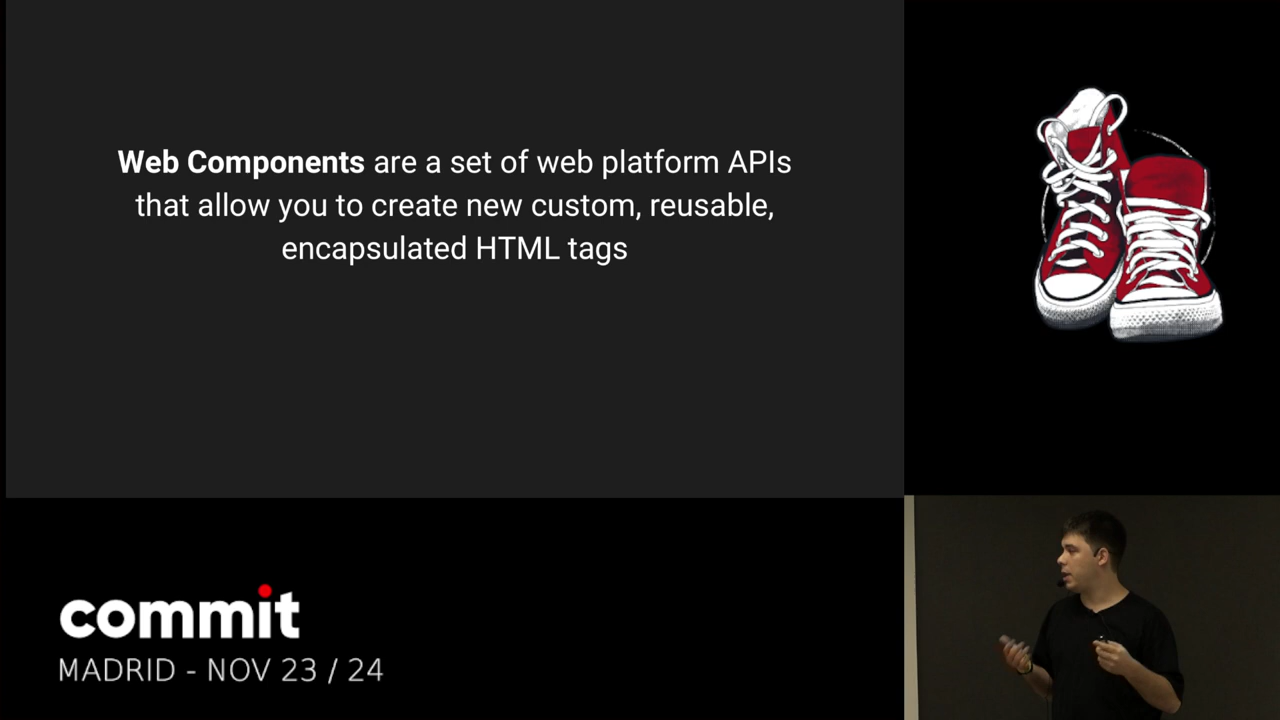 Web Components are a set of web platform APIs
that allow you to create new custom, reusable,
encapsulated HTML tags
commit
MADRID - NOV 23 / 24